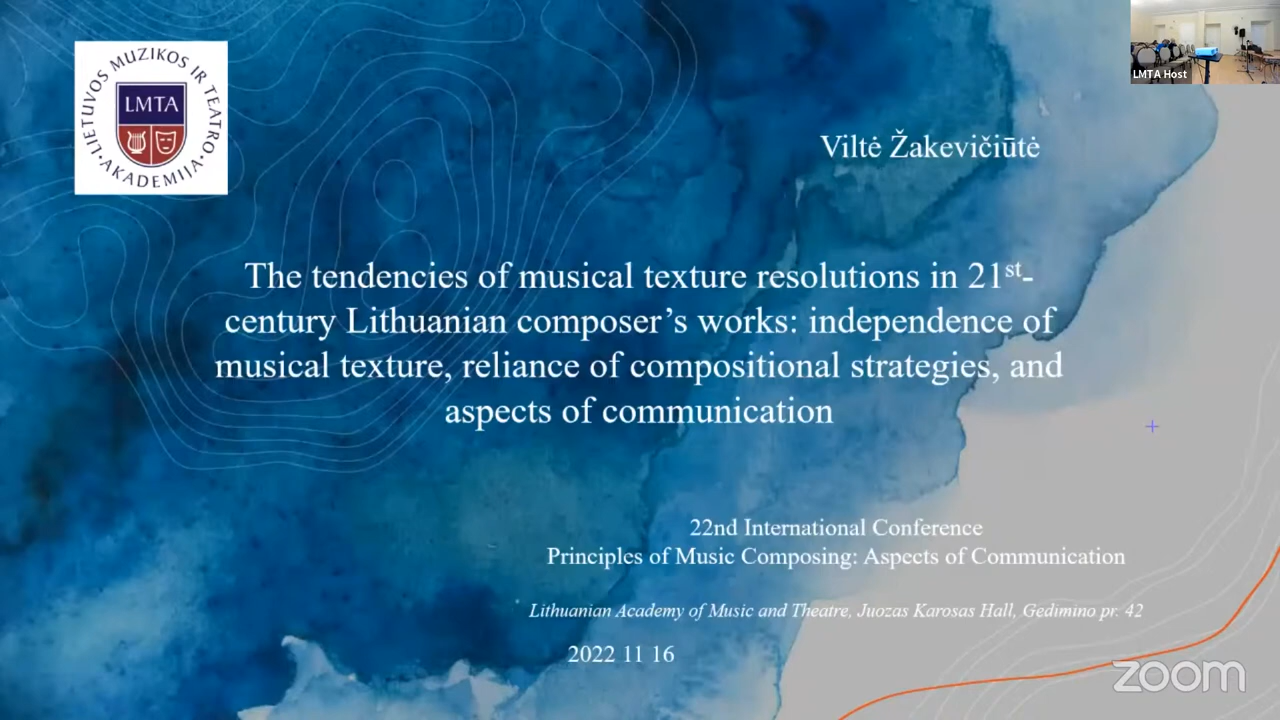 LIETUVOS MUZIKOS IR TEATRO
AKADEMIJA
LMTA
LMTA Host
Viltė Žakevičiūtė
The tendencies of musical texture resolutions in 21st-
century Lithuanian composer’s works: independence of
musical texture, reliance of compositional strategies, and
aspects of communication
22nd International Conference
Principles of Music Composing: Aspects of Communication
Lithuanian Academy of Music and Theatre, Juozas Karosas Hall, Gedimino pr. 42
2022 11 16
zoom